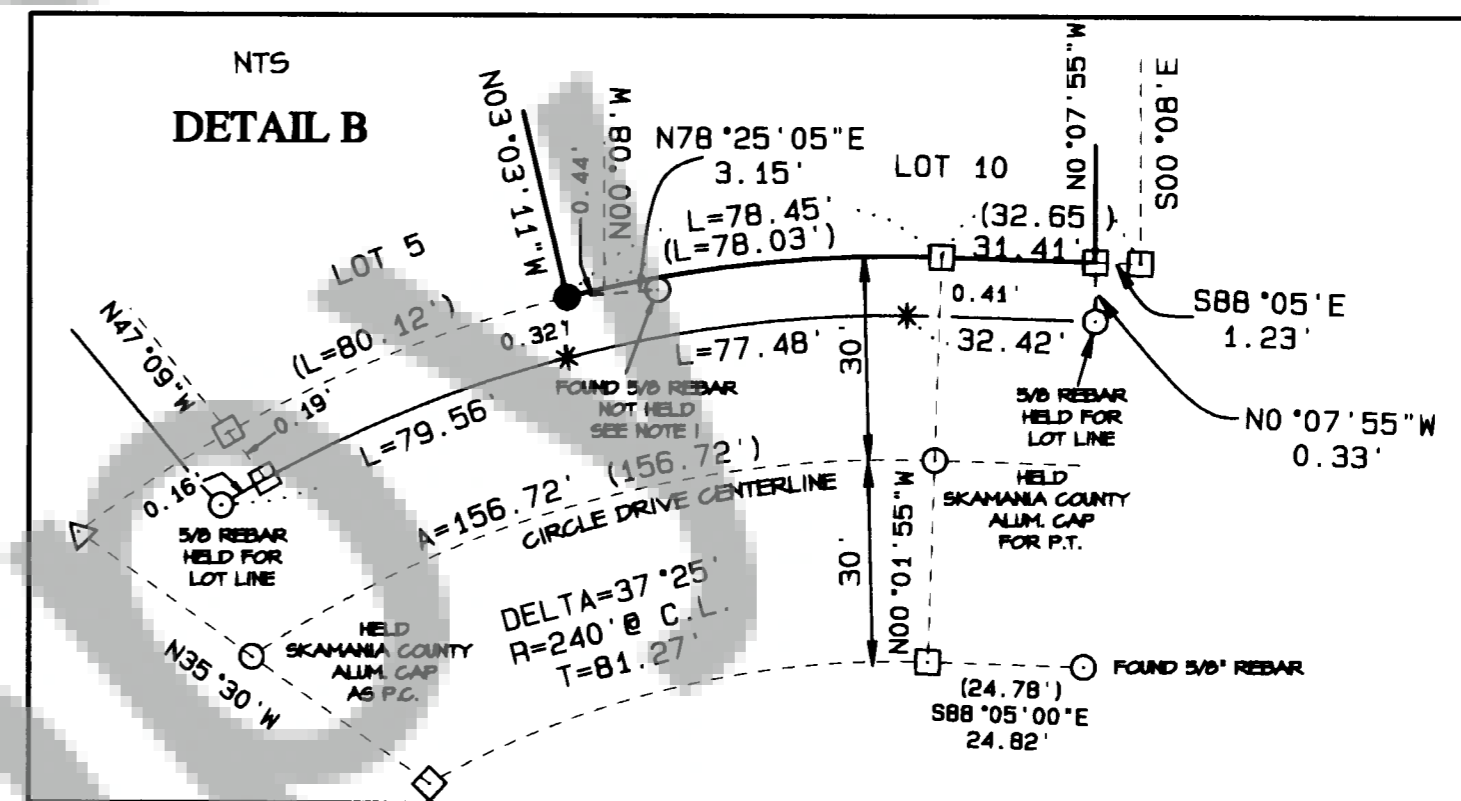 NTS
DETAIL B
N03°03'11"W
0.44'
N00°08'W
N78°25'05"E
3.15'
LOT 10
N0°07'55"W
S00°08'E
L=78.45'
(L=78.03')
(32.65')
31.41'
LOT 5
N47°09"W
(L=80.12')
0.19'
0.32'
L=77.48'
0.41'
32.42'
S88°05'E
1.23'
FOUND 5/8 REBAR
NOT HELD
SEE NOTE 1
30'
5/8 REBAR
HELD FOR
LOT LINE
N0°07'55"W
0.33'
L=79.56'
0.16'
5/8 REBAR
HELD FOR
LOT LINE
A=156.72' (156.72')
CIRCLE DRIVE CENTERLINE
HELD
SKAMANIA COUNTY
ALUM. CAP
FOR P.T.
N00°01'55"W
30'
DELTA=37°25'
R=240'@ C.L.
T=81.27'
HELD
SKAMANIA COUNTY
ALUM. CAP
AS P.C.
N35°30'W
FOUND 5/8" REBAR
(24.78')
S88°05'00"E
24.82'